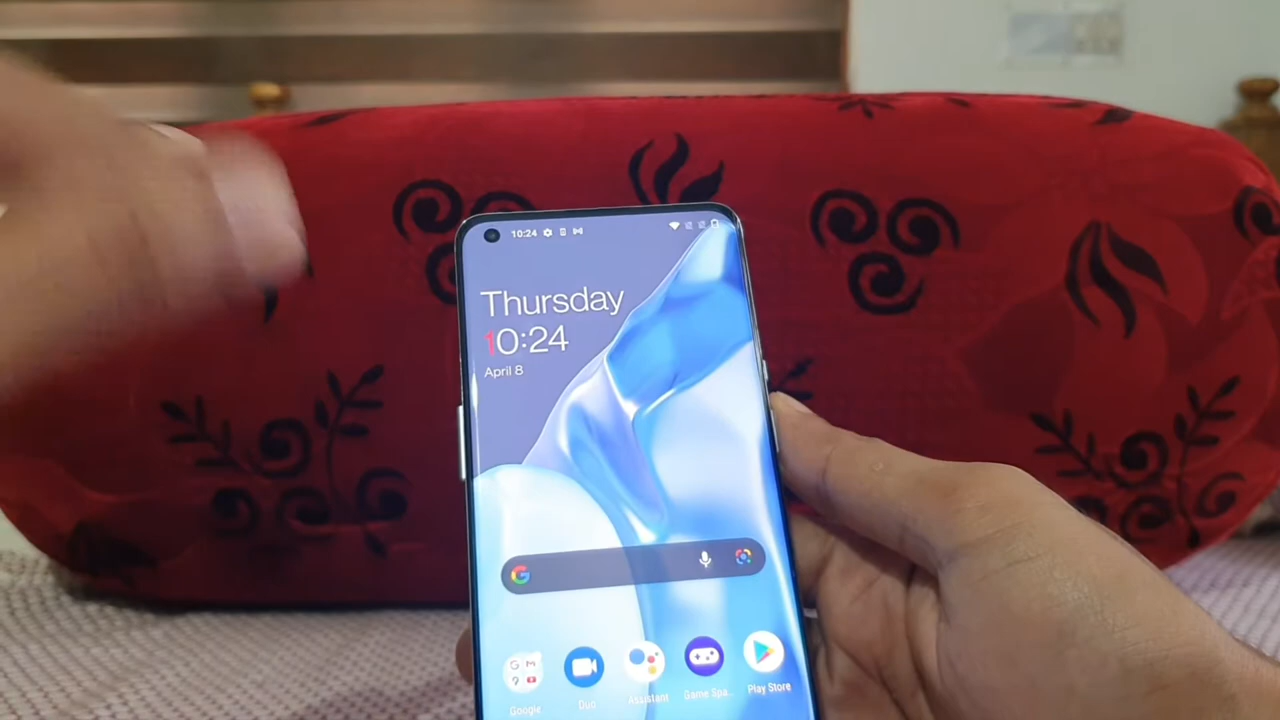 10:24
Thursday
10:24
April 8
Google
Duo
Assistant
Game Spa...
Play Store